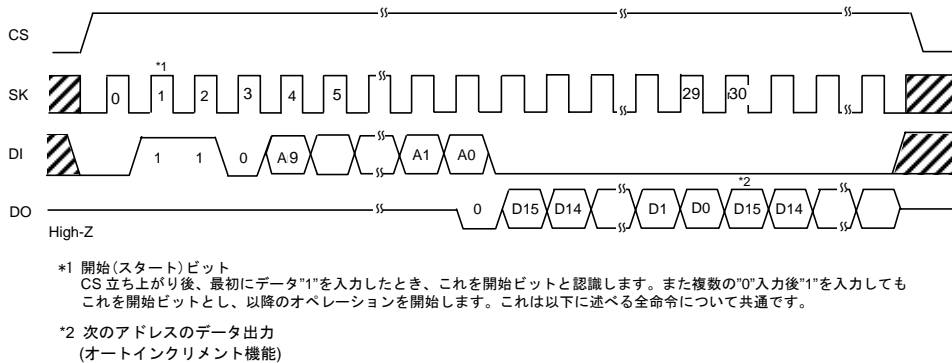 CS
*1
SK 0 1 2 3 4 5 29 30
DI 1 1 0 A9 A1 A0
*2
DO 0 D15 D14 D1 D0 D15 D14
High-Z
*1 開始(スタート)ビット
CS 立ち上がり後、最初にデータ"1"を入力したとき、これを開始ビットと認識します。また複数の"0"入力後"1"を入力しても
これを開始ビットとし、以降のオペレーションを開始します。これは以下に述べる全命令について共通です。
*2 次のアドレスのデータ出力
(オートインクリメント機能)